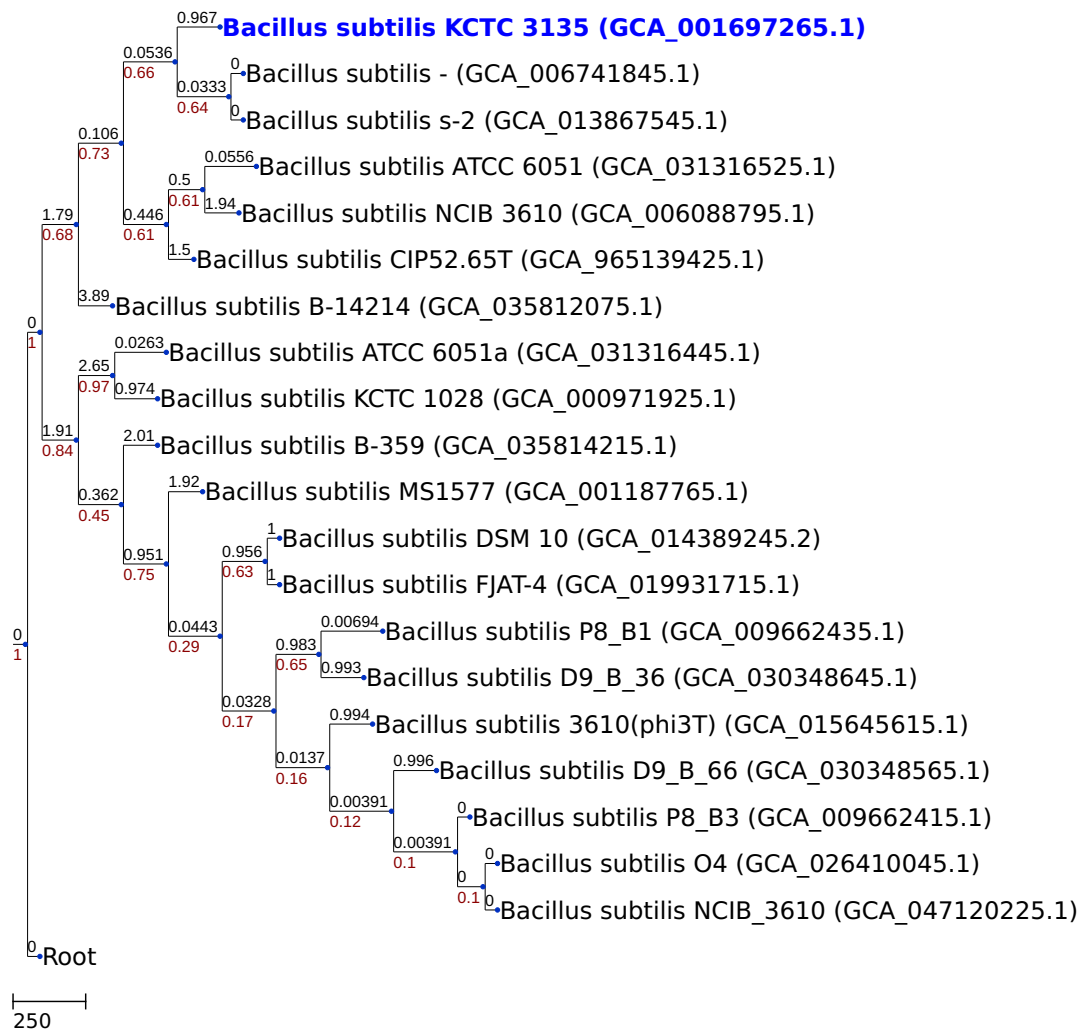 0.967
Bacillus subtilis KCTC 3135 (GCA_001697265.1)
0.0536
0.66
0
Bacillus subtilis - (GCA_006741845.1)
0.0333
0.64
0
Bacillus subtilis s-2 (GCA_013867545.1)
0.106
0.73
0.0556
Bacillus subtilis ATCC 6051 (GCA_031316525.1)
0.5
0.61
1.94
Bacillus subtilis NCIB 3610 (GCA_006088795.1)
1.79
0.68
0.446
0.61
1.5
Bacillus subtilis CIP52.65T (GCA_965139425.1)
3.89
Bacillus subtilis B-14214 (GCA_035812075.1)
0
1
0.0263
Bacillus subtilis ATCC 6051a (GCA_031316445.1)
2.65
0.97
0.974
Bacillus subtilis KCTC 1028 (GCA_000971925.1)
1.91
0.84
2.01
Bacillus subtilis B-359 (GCA_035814215.1)
0.362
0.45
1.92
Bacillus subtilis MS1577 (GCA_001187765.1)
0.951
0.75
1
Bacillus subtilis DSM 10 (GCA_014389245.2)
0.956
0.63
1
Bacillus subtilis FJAT-4 (GCA_019931715.1)
0.0443
0.29
0.00694
Bacillus subtilis P8_B1 (GCA_009662435.1)
0
1
0.983
0.65
0.993
Bacillus subtilis D9_B_36 (GCA_030348645.1)
0.0328
0.17
0.994
Bacillus subtilis 3610(phi3T) (GCA_015645615.1)
0.0137
0.16
0.996
Bacillus subtilis D9_B_66 (GCA_030348565.1)
0.00391
0.12
0
Bacillus subtilis P8_B3 (GCA_009662415.1)
0.00391
0.1
0
Bacillus subtilis O4 (GCA_026410045.1)
0
0.1
0
Bacillus subtilis NCIB_3610 (GCA_047120225.1)
0
Root
250